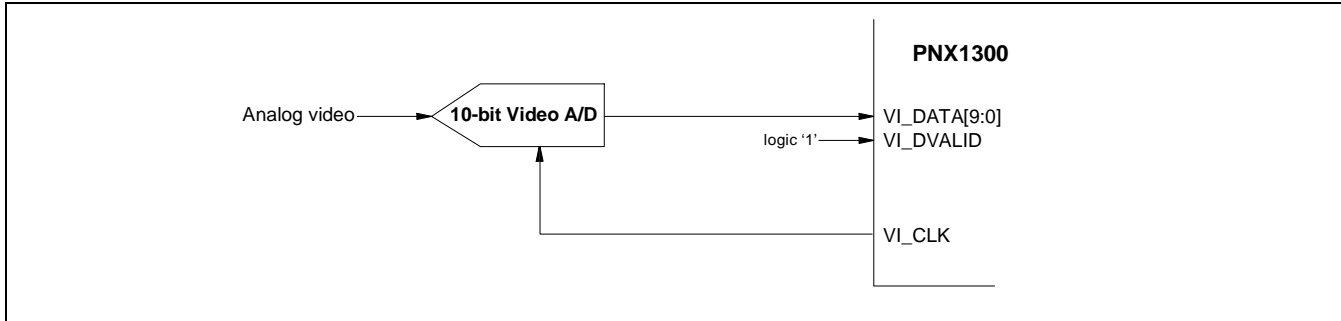 PNX1300
Analog video
10-bit Video A/D
VI_DATA[9:0]
logic ‘1’
VI_DVALID
VI_CLK